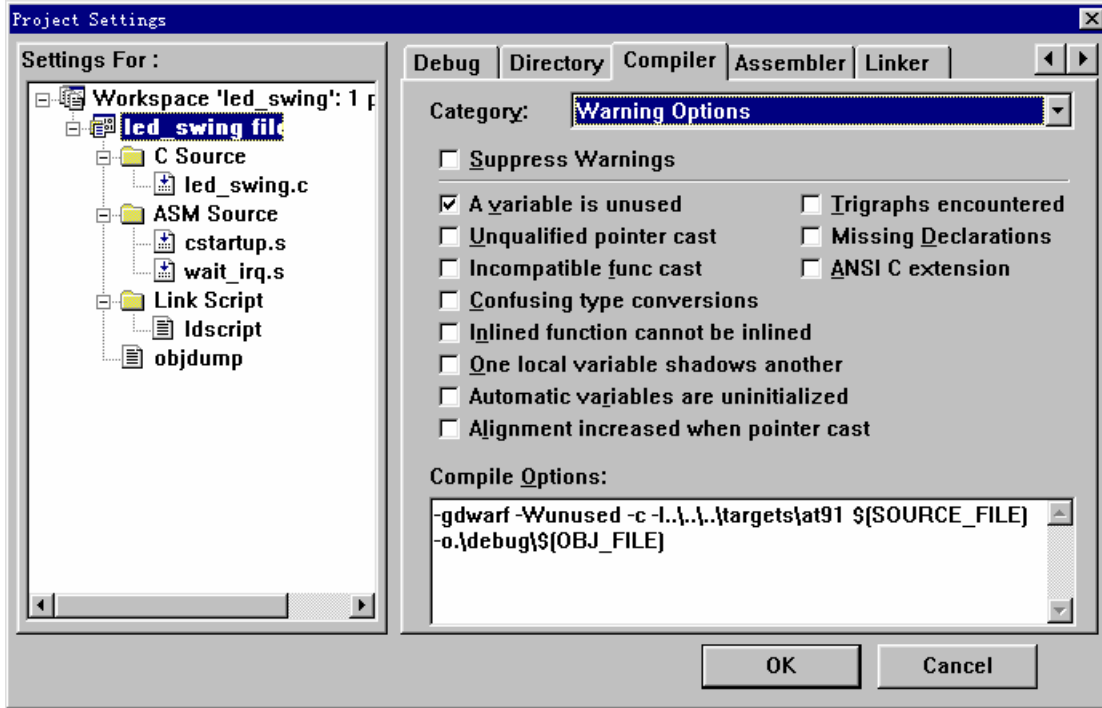 Project Settings
Settings For :
Workspace 'led_swing': 1 p
led_swing file
C Source
led_swing.c
ASM Source
cstartup.s
wait_irq.s
Link Script
ldscript
objdump
Debug
Directory
Compiler
Assembler
Linker
Category:
Warning Options
Suppress Warnings
A variable is unused
Trigraphs encountered
Unqualified pointer cast
Missing Declarations
Incompatible func cast
ANSI C extension
Confusing type conversions
Inlined function cannot be inlined
One local variable shadows another
Automatic variables are uninitialized
Alignment increased when pointer cast
Compile Options:
-gdwarf -Wunused -c -I..\..\..\targets\at91 $(SOURCE_FILE)
-o.\debug\$(OBJ_FILE)
OK
Cancel